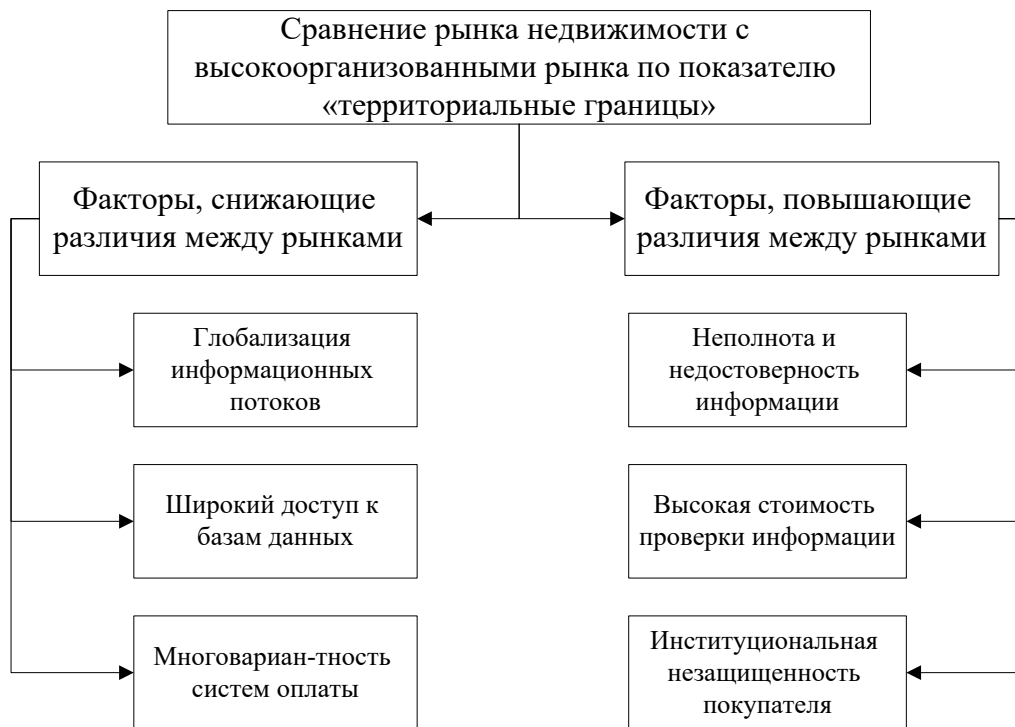 Сравнение рынка недвижимости с
высокоорганизованными рынка по показателю
«территориальные границы»
Факторы, снижающие
различия между рынками
Факторы, повышающие
различия между рынками
Глобализация
информационных
потоков
Неполнота и
недостоверность
информации
Широкий доступ к
базам данных
Высокая стоимость
проверки информации
Многовариан-тность
систем оплаты
Институциональная
незащищенность
покупателя